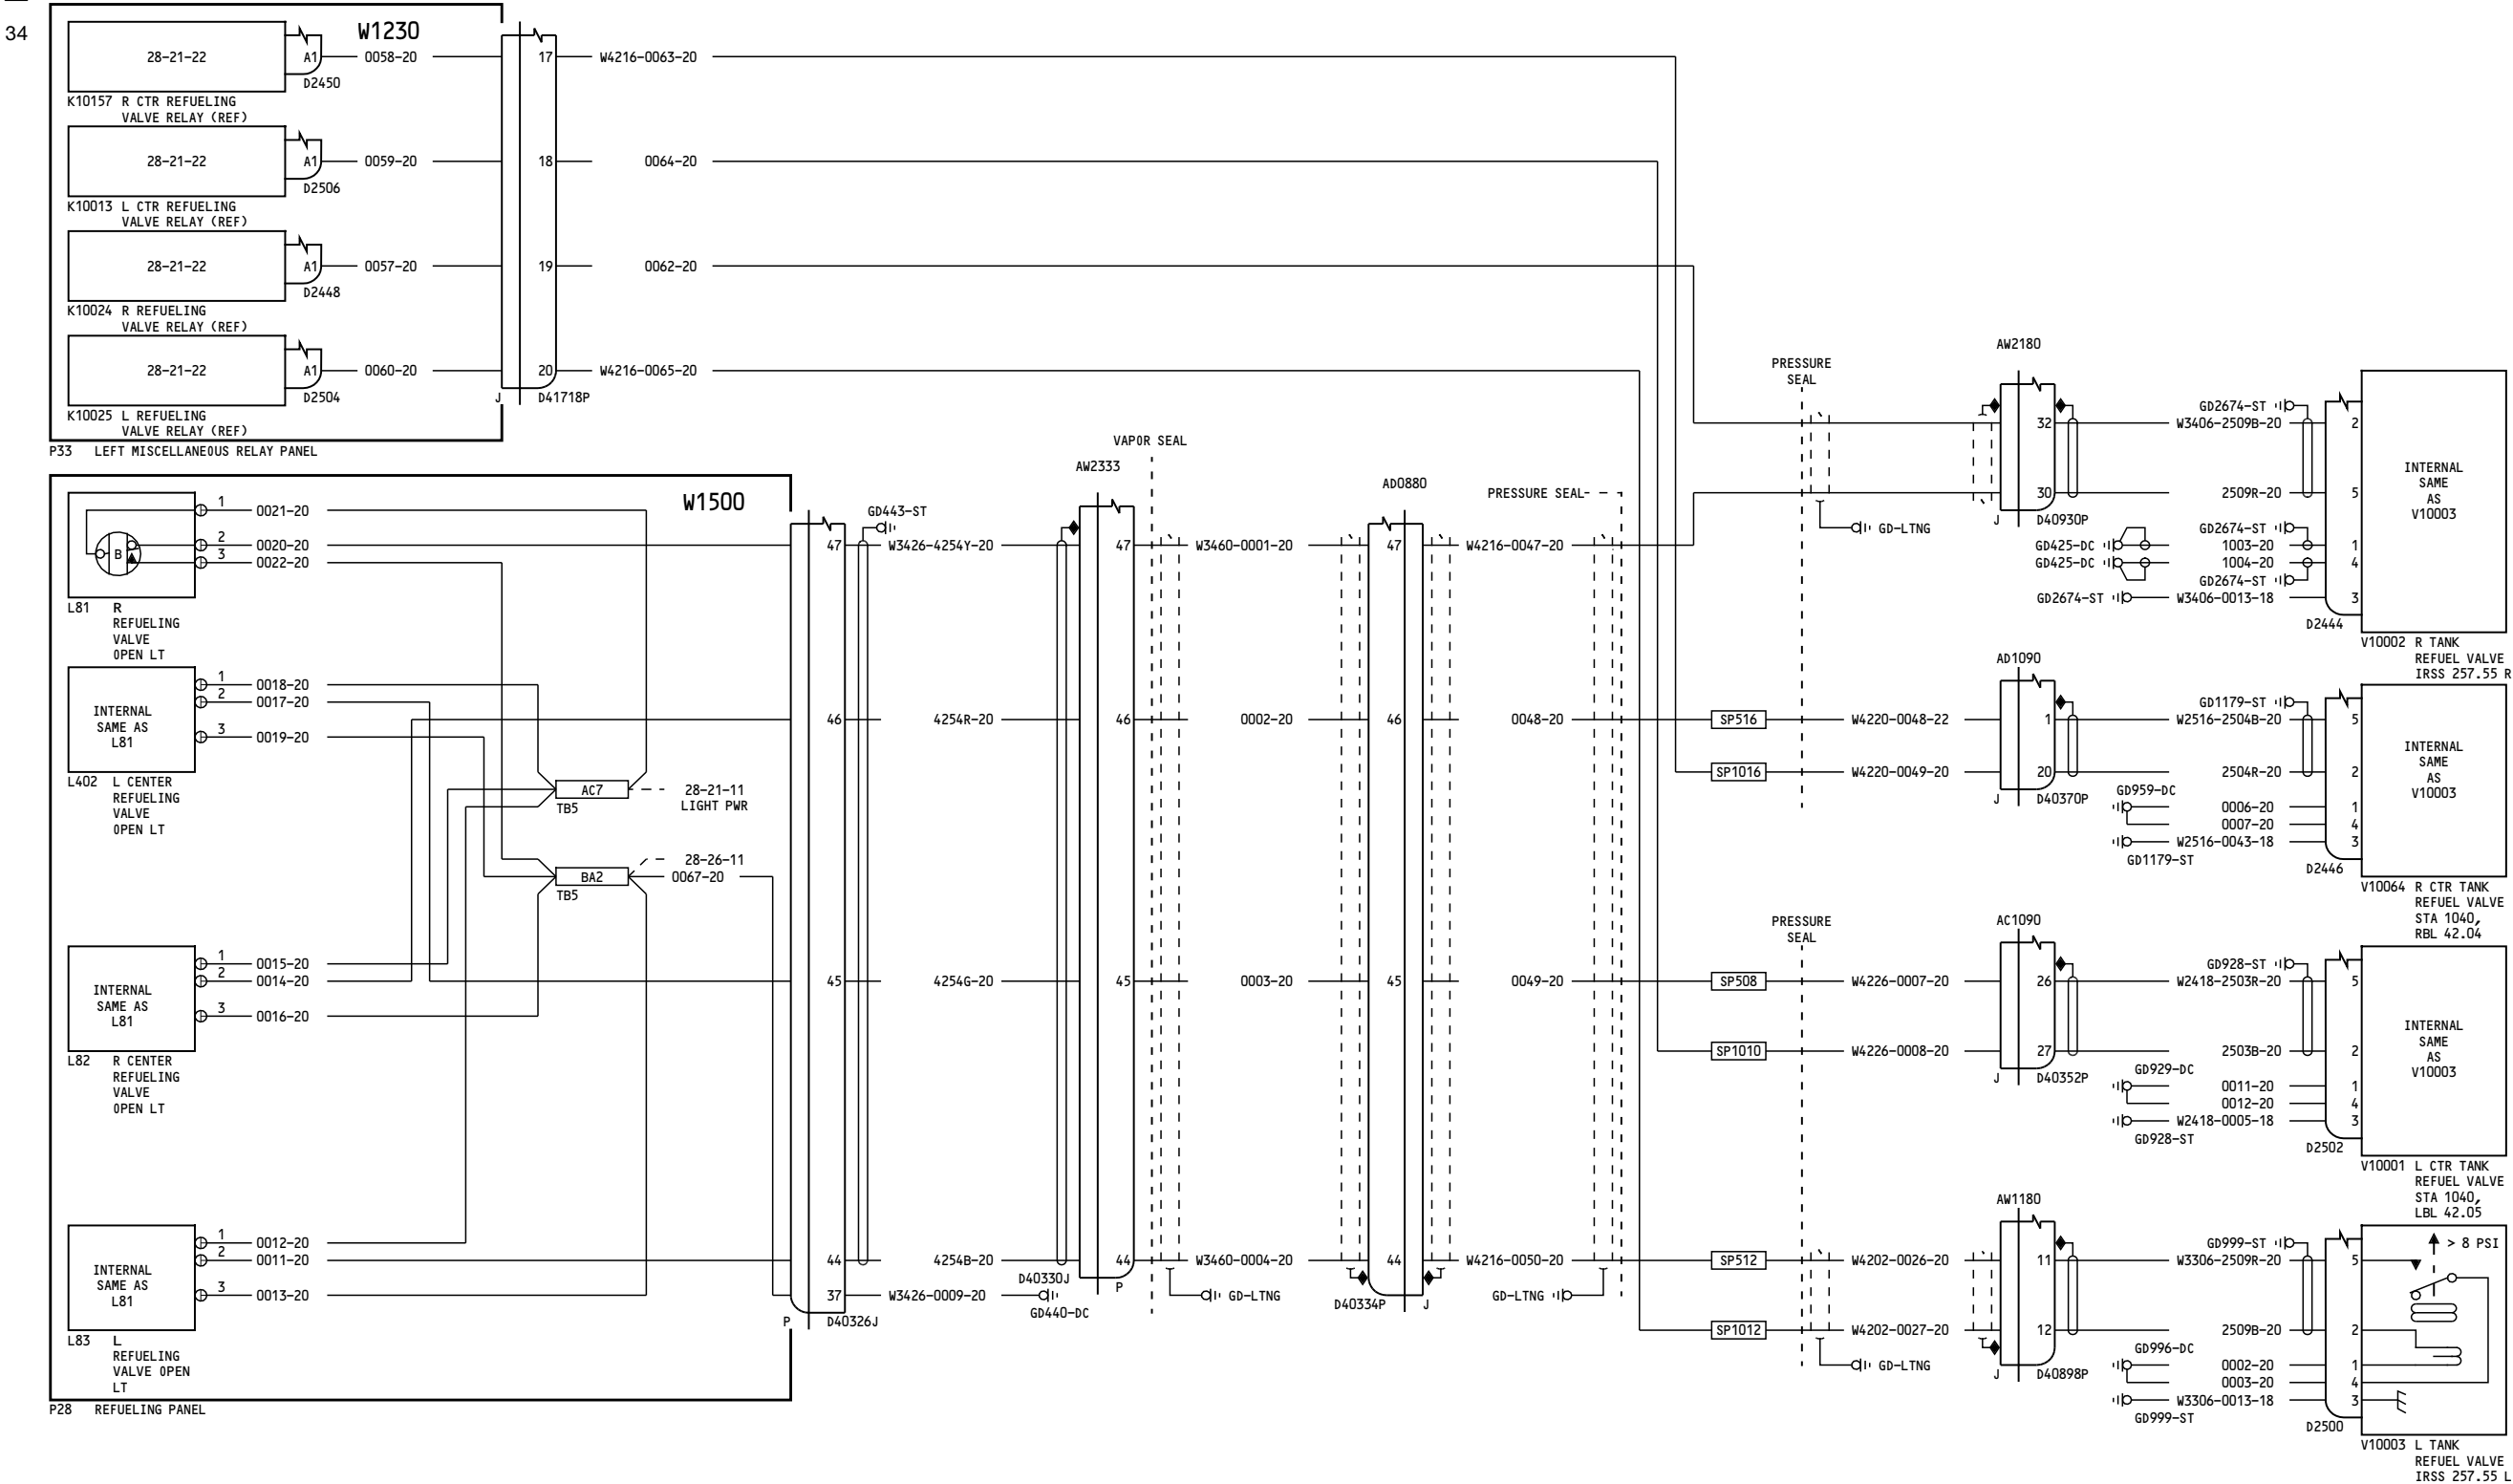 34
W1230
28-21-22
A1
0058-20
17
W4216-0063-20
D2450
K10157 R CTR REFUELING
VALVE RELAY (REF)
28-21-22
A1
0059-20
18
0064-20
D2506
K10013 L CTR REFUELING
VALVE RELAY (REF)
28-21-22
A1
0057-20
19
0062-20
D2448
K10024 R REFUELING
VALVE RELAY (REF)
28-21-22
A1
0060-20
20
W4216-0065-20
D2504
J
D41718P
K10025 L REFUELING
VALVE RELAY (REF)
P33 LEFT MISCELLANEOUS RELAY PANEL
W1500
B
1
0021-20
2
0020-20
3
0022-20
L81 R
REFUELING
VALVE
OPEN LT
INTERNAL
SAME AS
L81
1
0018-20
2
0017-20
3
0019-20
L402 L CENTER
REFUELING
VALVE
OPEN LT
AC7
TB5
28-21-11
LIGHT PWR
BA2
TB5
28-26-11
0067-20
INTERNAL
SAME AS
L81
1
0015-20
2
0014-20
3
0016-20
L82 R CENTER
REFUELING
VALVE
OPEN LT
INTERNAL
SAME AS
L81
1
0012-20
2
0011-20
3
0013-20
L83 L
REFUELING
VALVE OPEN
LT
P28 REFUELING PANEL
47
46
45
44
37
P
D40326J
GD443-ST
W3426-4254Y-20
4254R-20
4254G-20
4254B-20
W3426-0009-20
GD440-DC
D40330J
AW2333
47
46
45
44
P
VAPOR SEAL
W3460-0001-20
0002-20
0003-20
W3460-0004-20
GD-LTNG
AD0880
47
46
45
44
D40334P
J
PRESSURE SEAL
W4216-0047-20
0048-20
0049-20
W4216-0050-20
GD-LTNG
SP516
SP1016
SP508
SP1010
SP512
SP1012
PRESSURE
SEAL
GD-LTNG
W4220-0048-22
W4220-0049-20
PRESSURE
SEAL
W4226-0007-20
W4226-0008-20
W4202-0026-20
W4202-0027-20
GD-LTNG
AW2180
32
30
J
D40930P
GD2674-ST
W3406-2509B-20
2
2509R-20
5
GD2674-ST
GD425-DC
1003-20
1
GD425-DC
1004-20
4
GD2674-ST
GD2674-ST
W3406-0013-18
3
D2444
INTERNAL
SAME
AS
V10003
V10002 R TANK
REFUEL VALVE
IRSS 257.55 R
AD1090
1
20
J
D40370P
GD1179-ST
W2516-2504B-20
5
2504R-20
2
GD959-DC
0006-20
1
0007-20
4
W2516-0043-18
3
GD1179-ST
D2446
INTERNAL
SAME
AS
V10003
V10064 R CTR TANK
REFUEL VALVE
STA 1040,
RBL 42.04
AC1090
26
27
J
D40352P
GD928-ST
W2418-2503R-20
5
2503B-20
2
GD929-DC
0011-20
1
0012-20
4
W2418-0005-18
3
GD928-ST
D2502
INTERNAL
SAME
AS
V10003
V10001 L CTR TANK
REFUEL VALVE
STA 1040,
LBL 42.05
AW1180
11
12
J
D40898P
GD999-ST
W3306-2509R-20
5
2509B-20
2
GD996-DC
0002-20
1
0003-20
4
W3306-0013-18
3
GD999-ST
D2500
> 8 PSI
V10003 L TANK
REFUEL VALVE
IRSS 257.55 L